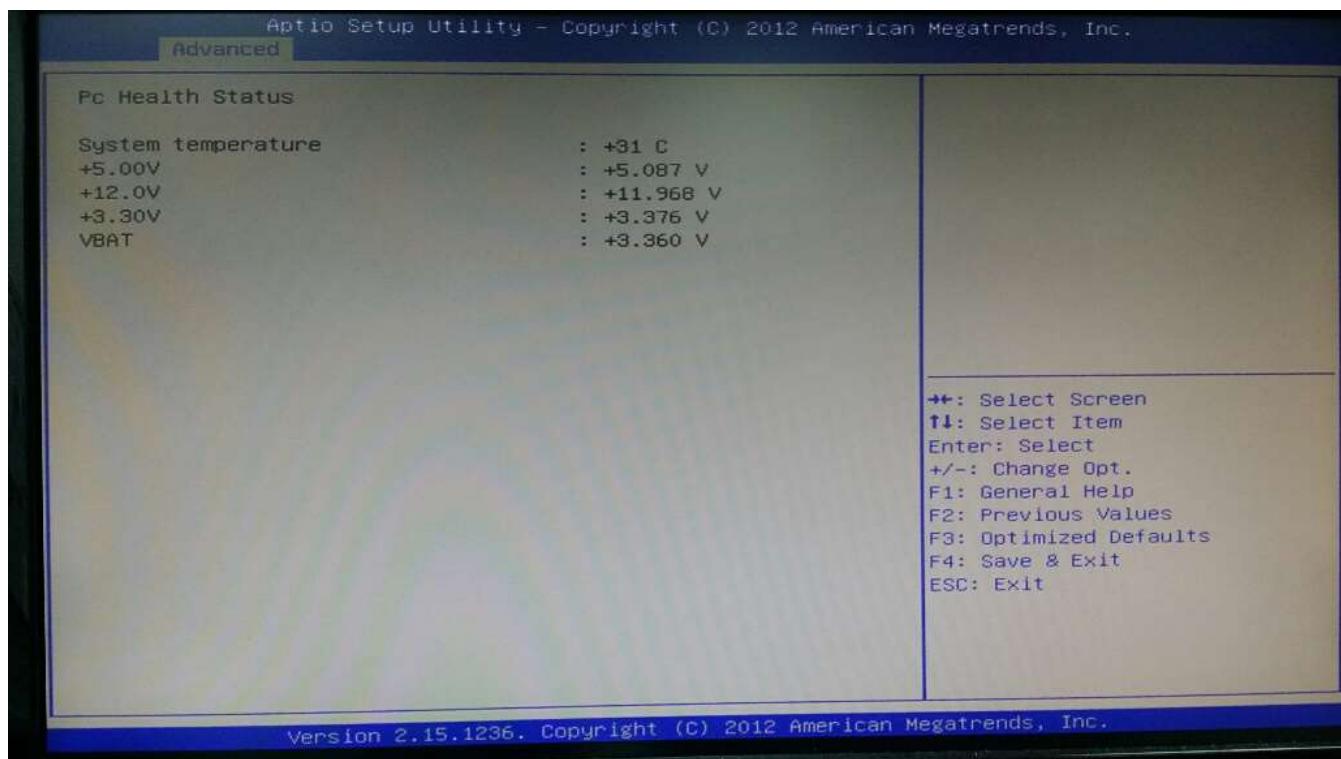 Aptio Setup Utility – Copyright (C) 2012 American Megatrends, Inc.
Advanced
Pc Health Status
System temperature : +31 C
+5.00V : +5.087 V
+12.0V : +11.968 V
+3.30V : +3.376 V
VBAT : +3.360 V
→←: Select Screen
↑↓: Select Item
Enter: Select
+/-: Change Opt.
F1: General Help
F2: Previous Values
F3: Optimized Defaults
F4: Save & Exit
ESC: Exit
Version 2.15.1236. Copyright (C) 2012 American Megatrends, Inc.